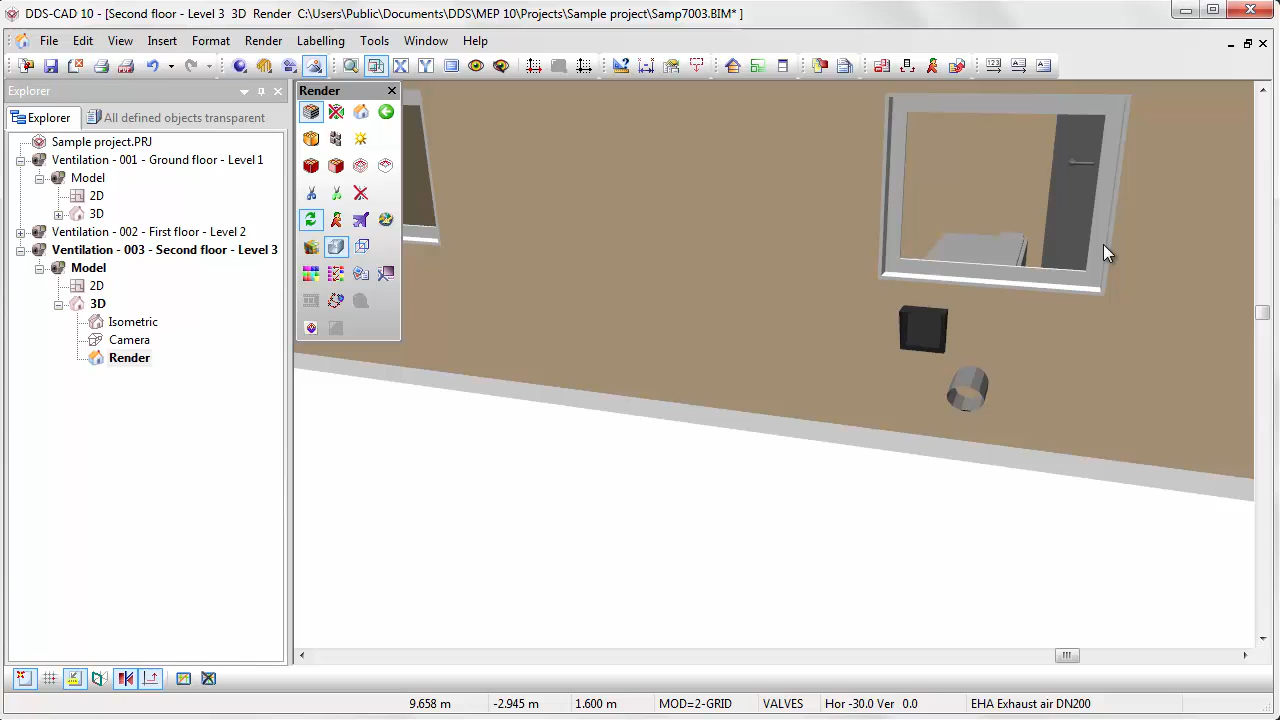 DDS-CAD 10 - [Second floor - Level 3 3D Render C:\Users\Public\Documents\DDS\MEP 10\Projects\Sample project\Samp7003.BIM* ]
File Edit View Insert Format Render Labelling Tools Window Help
Explorer
Explorer All defined objects transparent
Sample project.PRJ
Ventilation - 001 - Ground floor - Level 1
Model
2D
3D
Ventilation - 002 - First floor - Level 2
Ventilation - 003 - Second floor - Level 3
Model
2D
3D
Isometric
Camera
Render
Render
9.658 m -2.945 m 1.600 m MOD=2-GRID VALVES Hor -30.0 Ver 0.0 EHA Exhaust air DN200